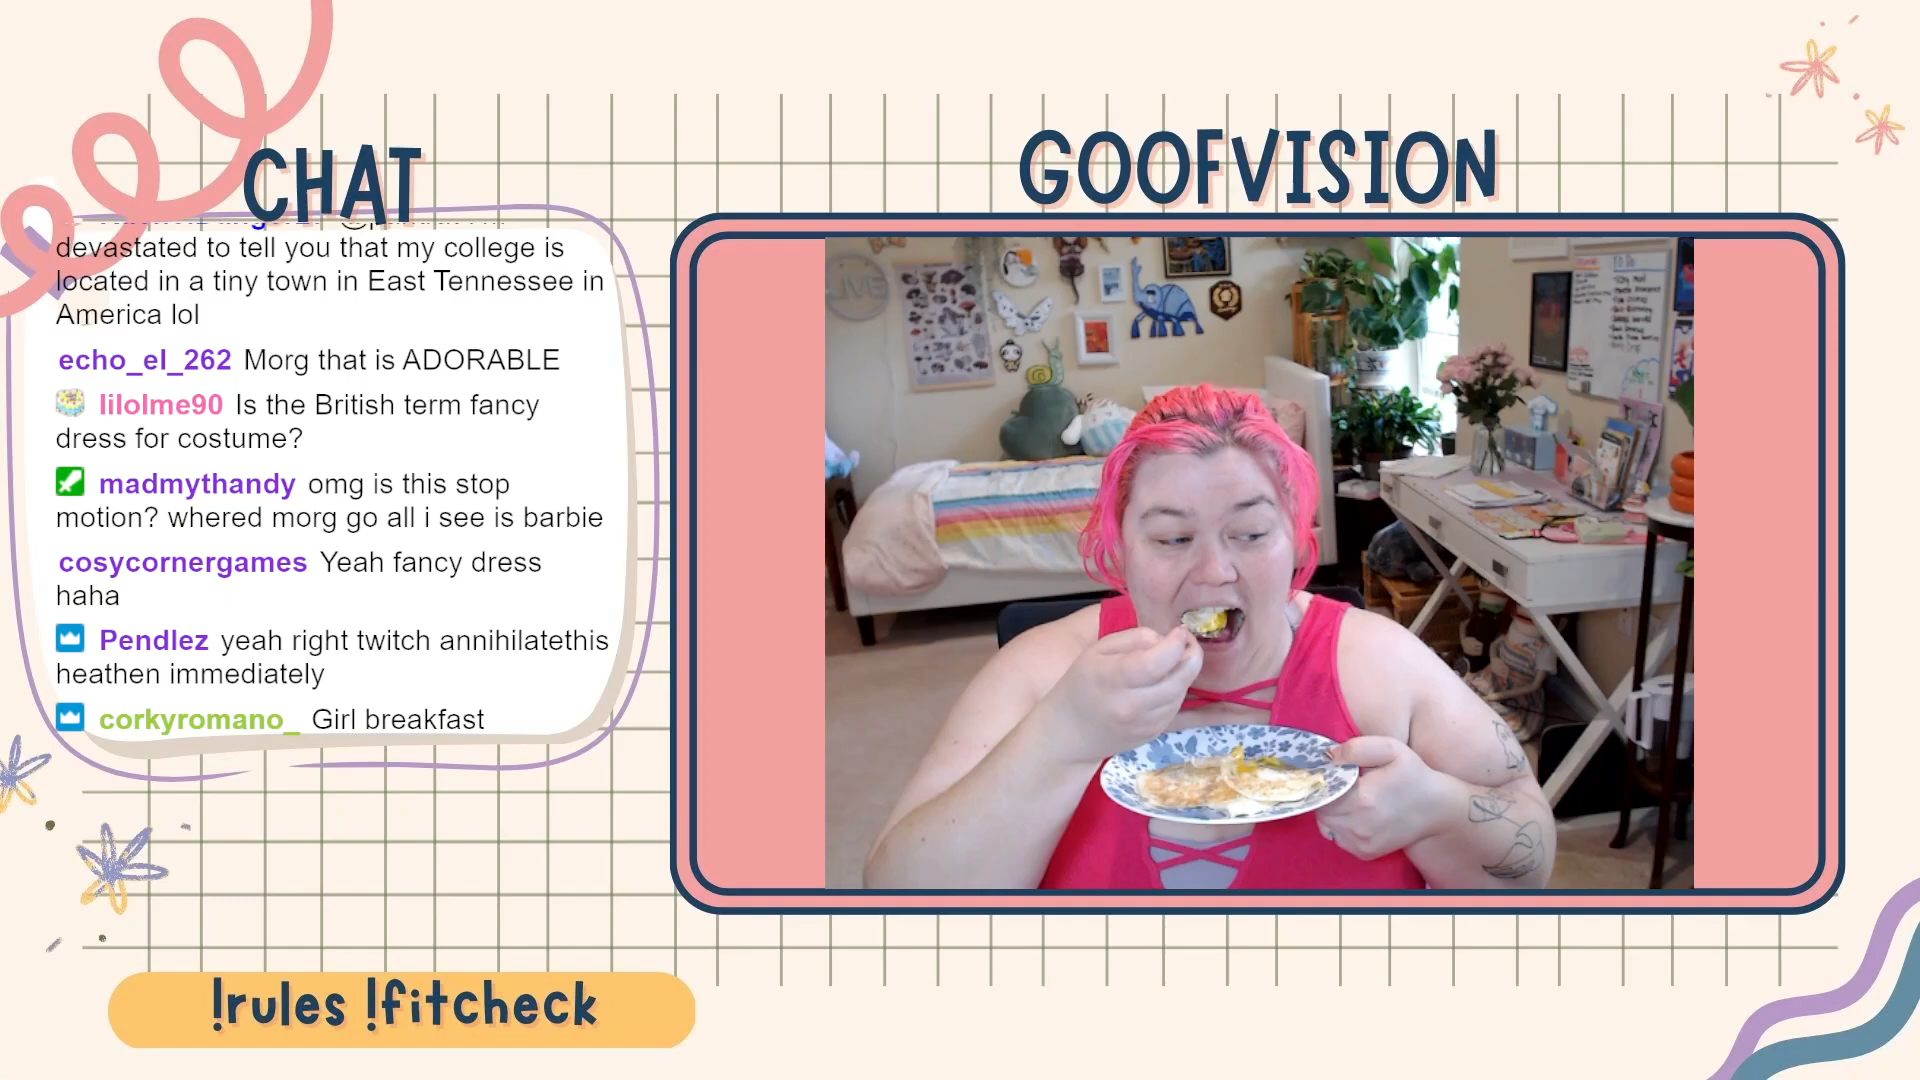 CHAT
GOOFVISION
devastated to tell you that my college is
located in a tiny town in East Tennessee in
America lol
echo_el_262 Morg that is ADORABLE
lilolme90 Is the British term fancy
dress for costume?
madmythandy omg is this stop
motion? whered morg go all i see is barbie
cosycornergames Yeah fancy dress
haha
Pendlez yeah right twitch annihilatethis
heathen immediately
corkyromano_ Girl breakfast
LIVE
!rules !fitcheck